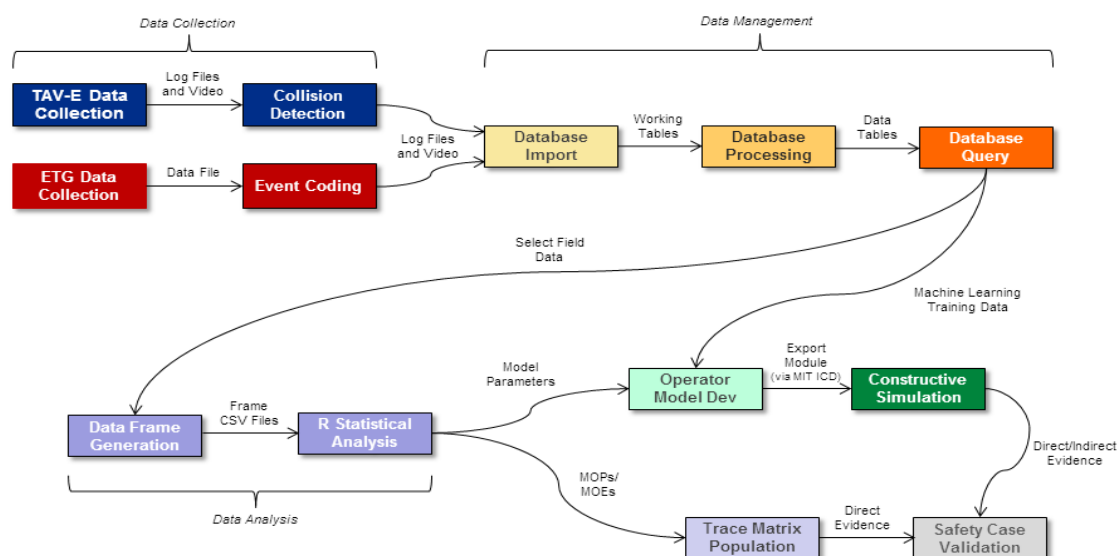 Data Collection
Data Management
TAV-E Data
Collection
Log Files
and Video
Collision
Detection
ETG Data
Collection
Data File
Event Coding
Log Files
and Video
Database
Import
Working
Tables
Database
Processing
Data
Tables
Database
Query
Select Field
Data
Machine Learning
Training Data
Data Frame
Generation
Frame
CSV Files
R Statistical
Analysis
Data Analysis
Model
Parameters
Operator
Model Dev
Export
Module
(via MIT ICD)
Constructive
Simulation
MOPs/
MOEs
Trace Matrix
Population
Direct
Evidence
Direct/Indirect
Evidence
Safety Case
Validation